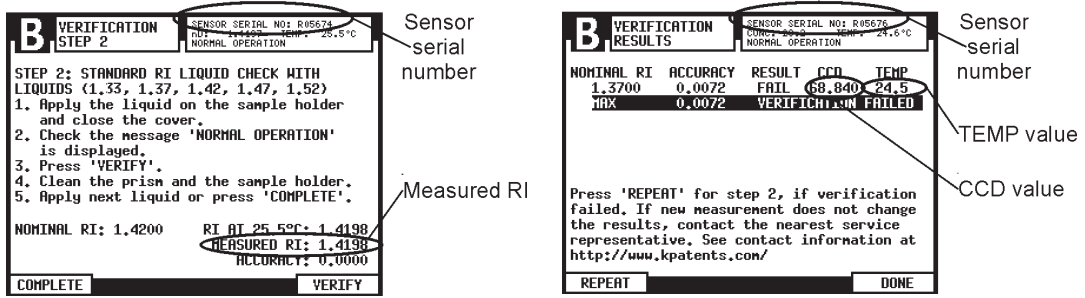 B VERIFICATION STEP 2
SENSOR SERIAL NO: R05674
TEMP: 25.5°C
NORMAL OPERATION
STEP 2: STANDARD RI LIQUID CHECK WITH
LIQUIDS (1.33, 1.37, 1.42, 1.47, 1.52)
1. Apply the liquid on the sample holder
and close the cover.
2. Check the message 'NORMAL OPERATION'
is displayed.
3. Press 'VERIFY'.
4. Clean the prism and the sample holder.
5. Apply next liquid or press 'COMPLETE'.
NOMINAL RI: 1.4200 RI AT 25.5°C: 1.4198
MEASURED RI: 1.4198
ACCURACY: 0.0000
COMPLETE VERIFY
Sensor
serial
number
Measured RI
B VERIFICATION RESULTS
SENSOR SERIAL NO: R05676
CONC: 20.2 TEMP: 24.6°C
NORMAL OPERATION
NOMINAL RI ACCURACY RESULT CCD TEMP
1.3700 0.0072 FAIL 68.840 24.5
MAX 0.0072 VERIFICATION FAILED
Press 'REPEAT' for step 2, if verification
failed. If new measurement does not change
the results, contact the nearest service
representative. See contact information at
http://www.kpatents.com/
REPEAT DONE
Sensor
serial
number
TEMP value
CCD value